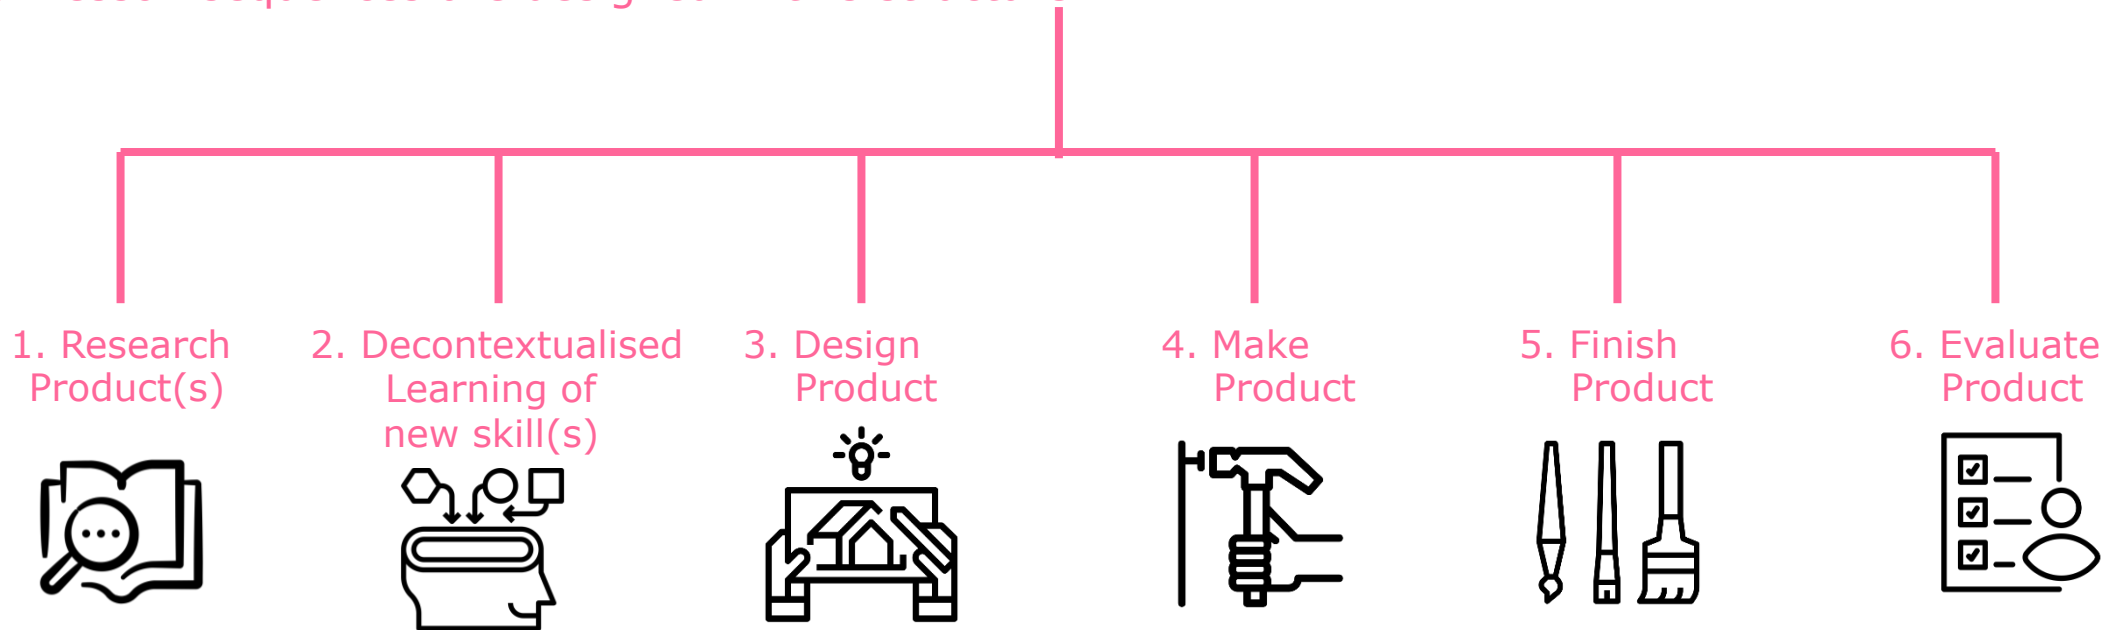 1. Research
Product(s)
2. Decontextualised
Learning of
new skill(s)
3. Design
Product
4. Make
Product
5. Finish
Product
6. Evaluate
Product